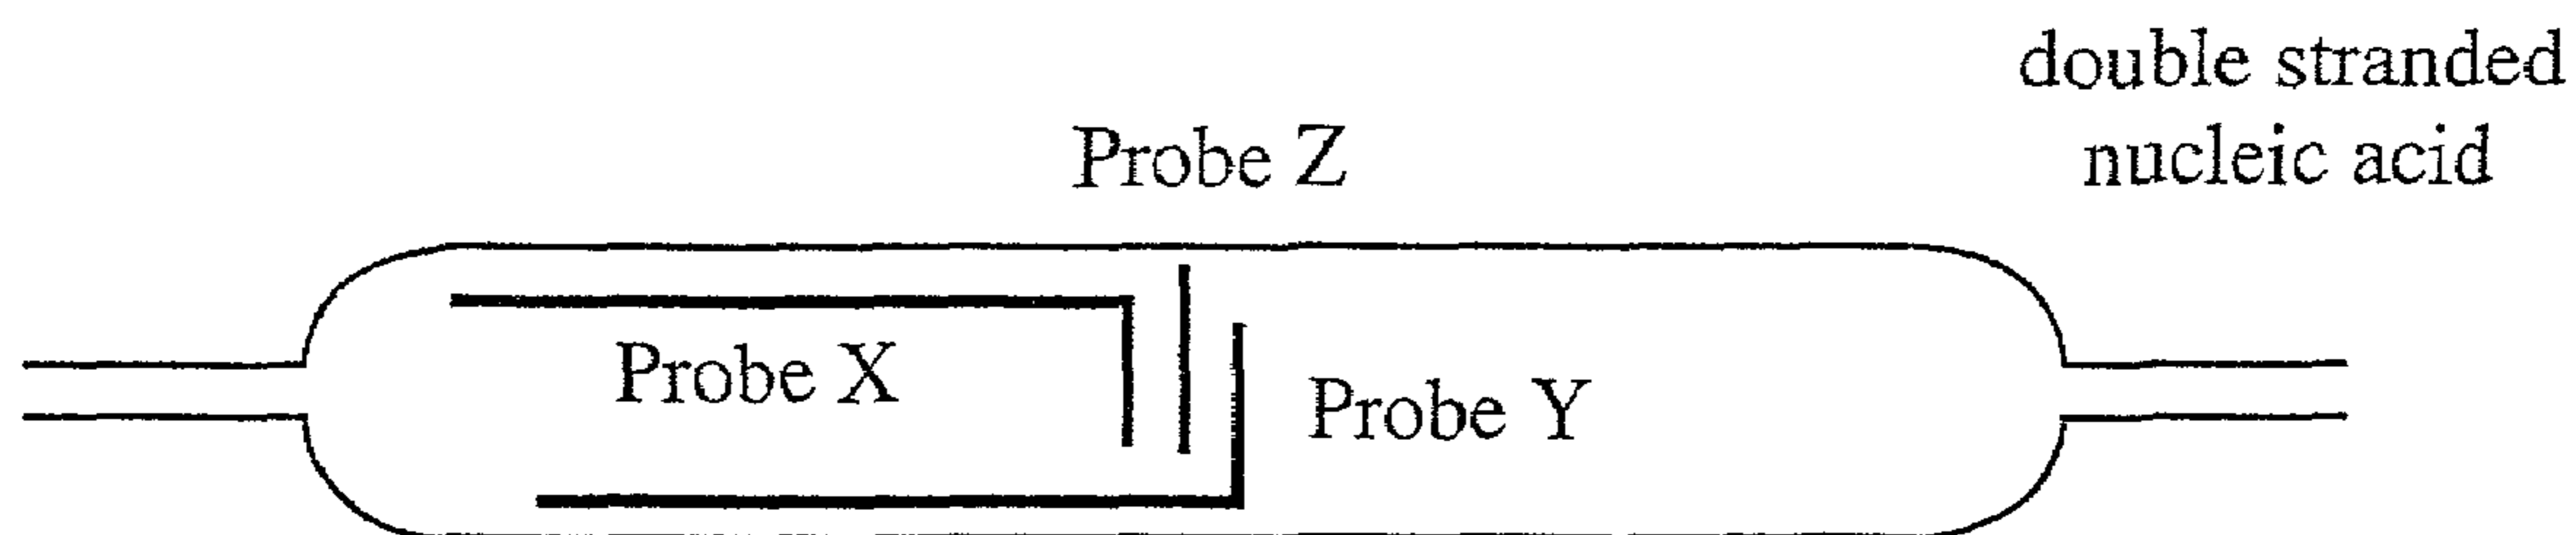 double stranded
nucleic acid
Probe Z
Probe X
Probe Y